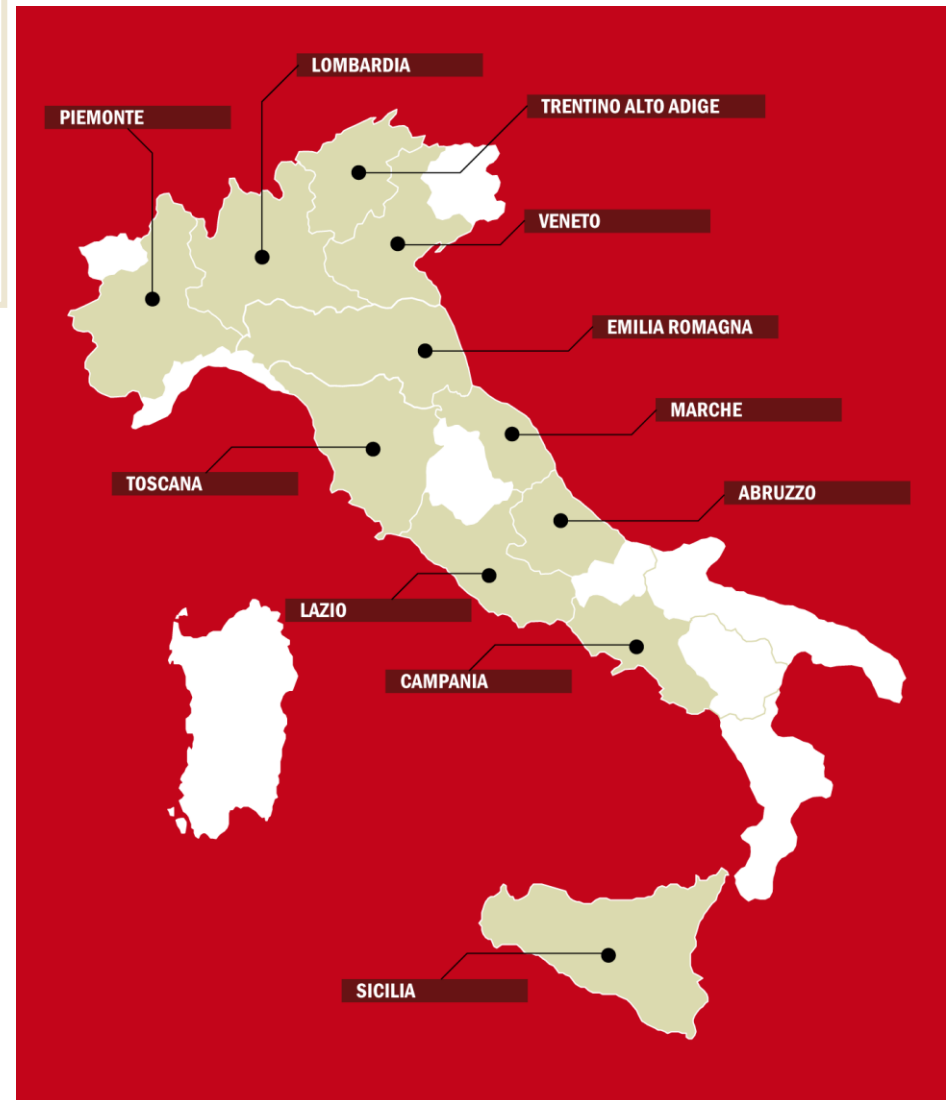 LOMBARDIA
TRENTINO ALTO ADIGE
PIEMONTE
VENETO
EMILIA ROMAGNA
MARCHE
TOSCANA
ABRUZZO
LAZIO
CAMPANIA
SICILIA